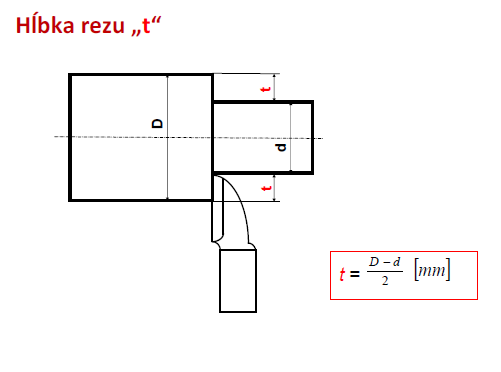 Hĺbka rezu „t“
t
D
d
t
t = D – d / 2 [mm]